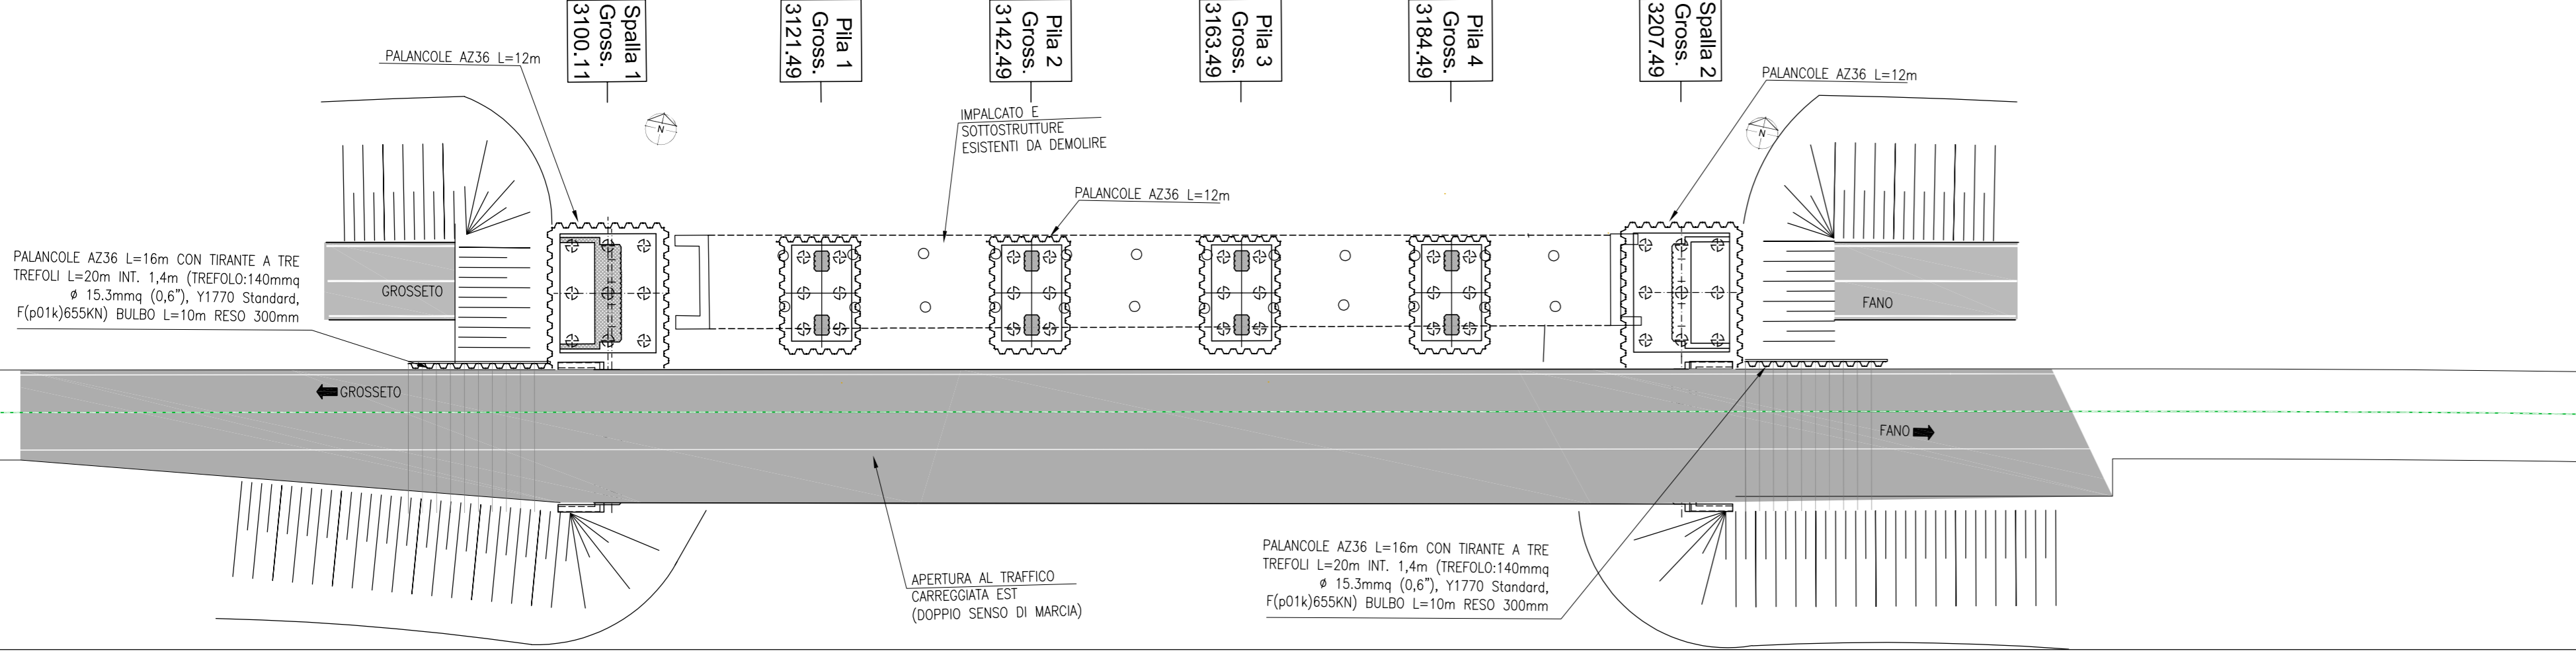 Spalla 1
Gross.
3100.11
Pila 1
Gross.
3121.49
Pila 2
Gross.
3142.49
Pila 3
Gross.
3163.49
Pila 4
Gross.
3184.49
Spalla 2
Gross.
3207.49
PALANCOLE AZ36 L=12m
PALANCOLE AZ36 L=12m
IMPALCATO E
SOTTOSTRUTTURE
ESISTENTI DA DEMOLIRE
N
N
PALANCOLE AZ36 L=12m
PALANCOLE AZ36 L=16m CON TIRANTE A TRE
TREFOLI L=20m INT. 1,4m (TREFOLO:140mmq
ø 15.3mmq (0,6"), Y1770 Standard,
F(p01k)655KN) BULBO L=10m RESO 300mm
GROSSETO
FANO
GROSSETO
FANO
APERTURA AL TRAFFICO
CARREGGIATA EST
(DOPPIO SENSO DI MARCIA)
PALANCOLE AZ36 L=16m CON TIRANTE A TRE
TREFOLI L=20m INT. 1,4m (TREFOLO:140mmq
ø 15.3mmq (0,6"), Y1770 Standard,
F(p01k)655KN) BULBO L=10m RESO 300mm